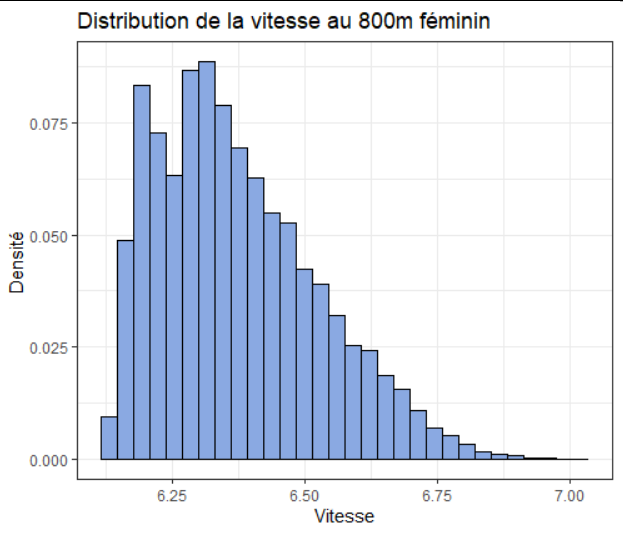 Distribution de la vitesse au 800m féminin
Densité
0.075
0.050
0.025
0.000
6.25 6.50 6.75 7.00
Vitesse